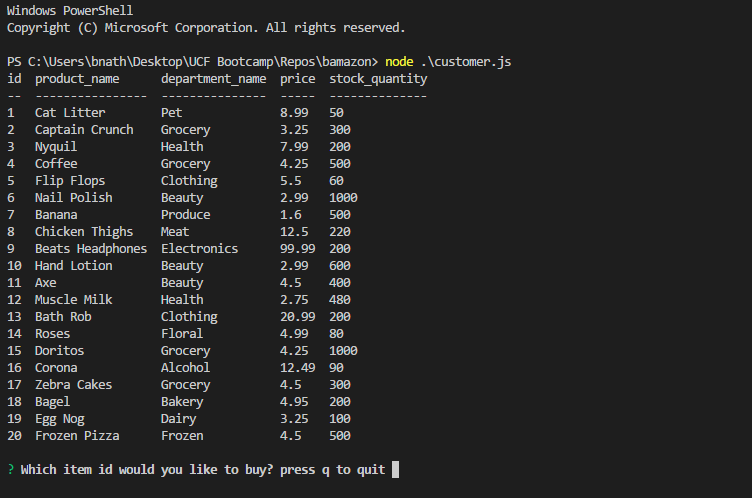 Windows PowerShell
Copyright (C) Microsoft Corporation. All rights reserved.
PS C:\Users\bnath\Desktop\UCF Bootcamp\Repos\bamazon> node .\customer.js
id  product_name      department_name  price  stock_quantity
--  ----------------  ---------------  -----  --------------
1   Cat Litter        Pet              8.99   50
2   Captain Crunch    Grocery          3.25   300
3   Nyquil            Health           7.99   200
4   Coffee            Grocery          4.25   500
5   Flip Flops        Clothing         5.5    60
6   Nail Polish       Beauty           2.99   1000
7   Banana            Produce          1.6    500
8   Chicken Thighs    Meat             12.5   220
9   Beats Headphones  Electronics      99.99  200
10  Hand Lotion       Beauty           2.99   600
11  Axe               Beauty           4.5    400
12  Muscle Milk       Health           2.75   480
13  Bath Rob          Clothing         20.99  200
14  Roses             Floral           4.99   80
15  Doritos           Grocery          4.25   1000
16  Corona            Alcohol          12.49  90
17  Zebra Cakes       Grocery          4.5    300
18  Bagel             Bakery           4.95   200
19  Egg Nog           Dairy            3.25   100
20  Frozen Pizza      Frozen           4.5    500
? Which item id would you like to buy? press q to quit